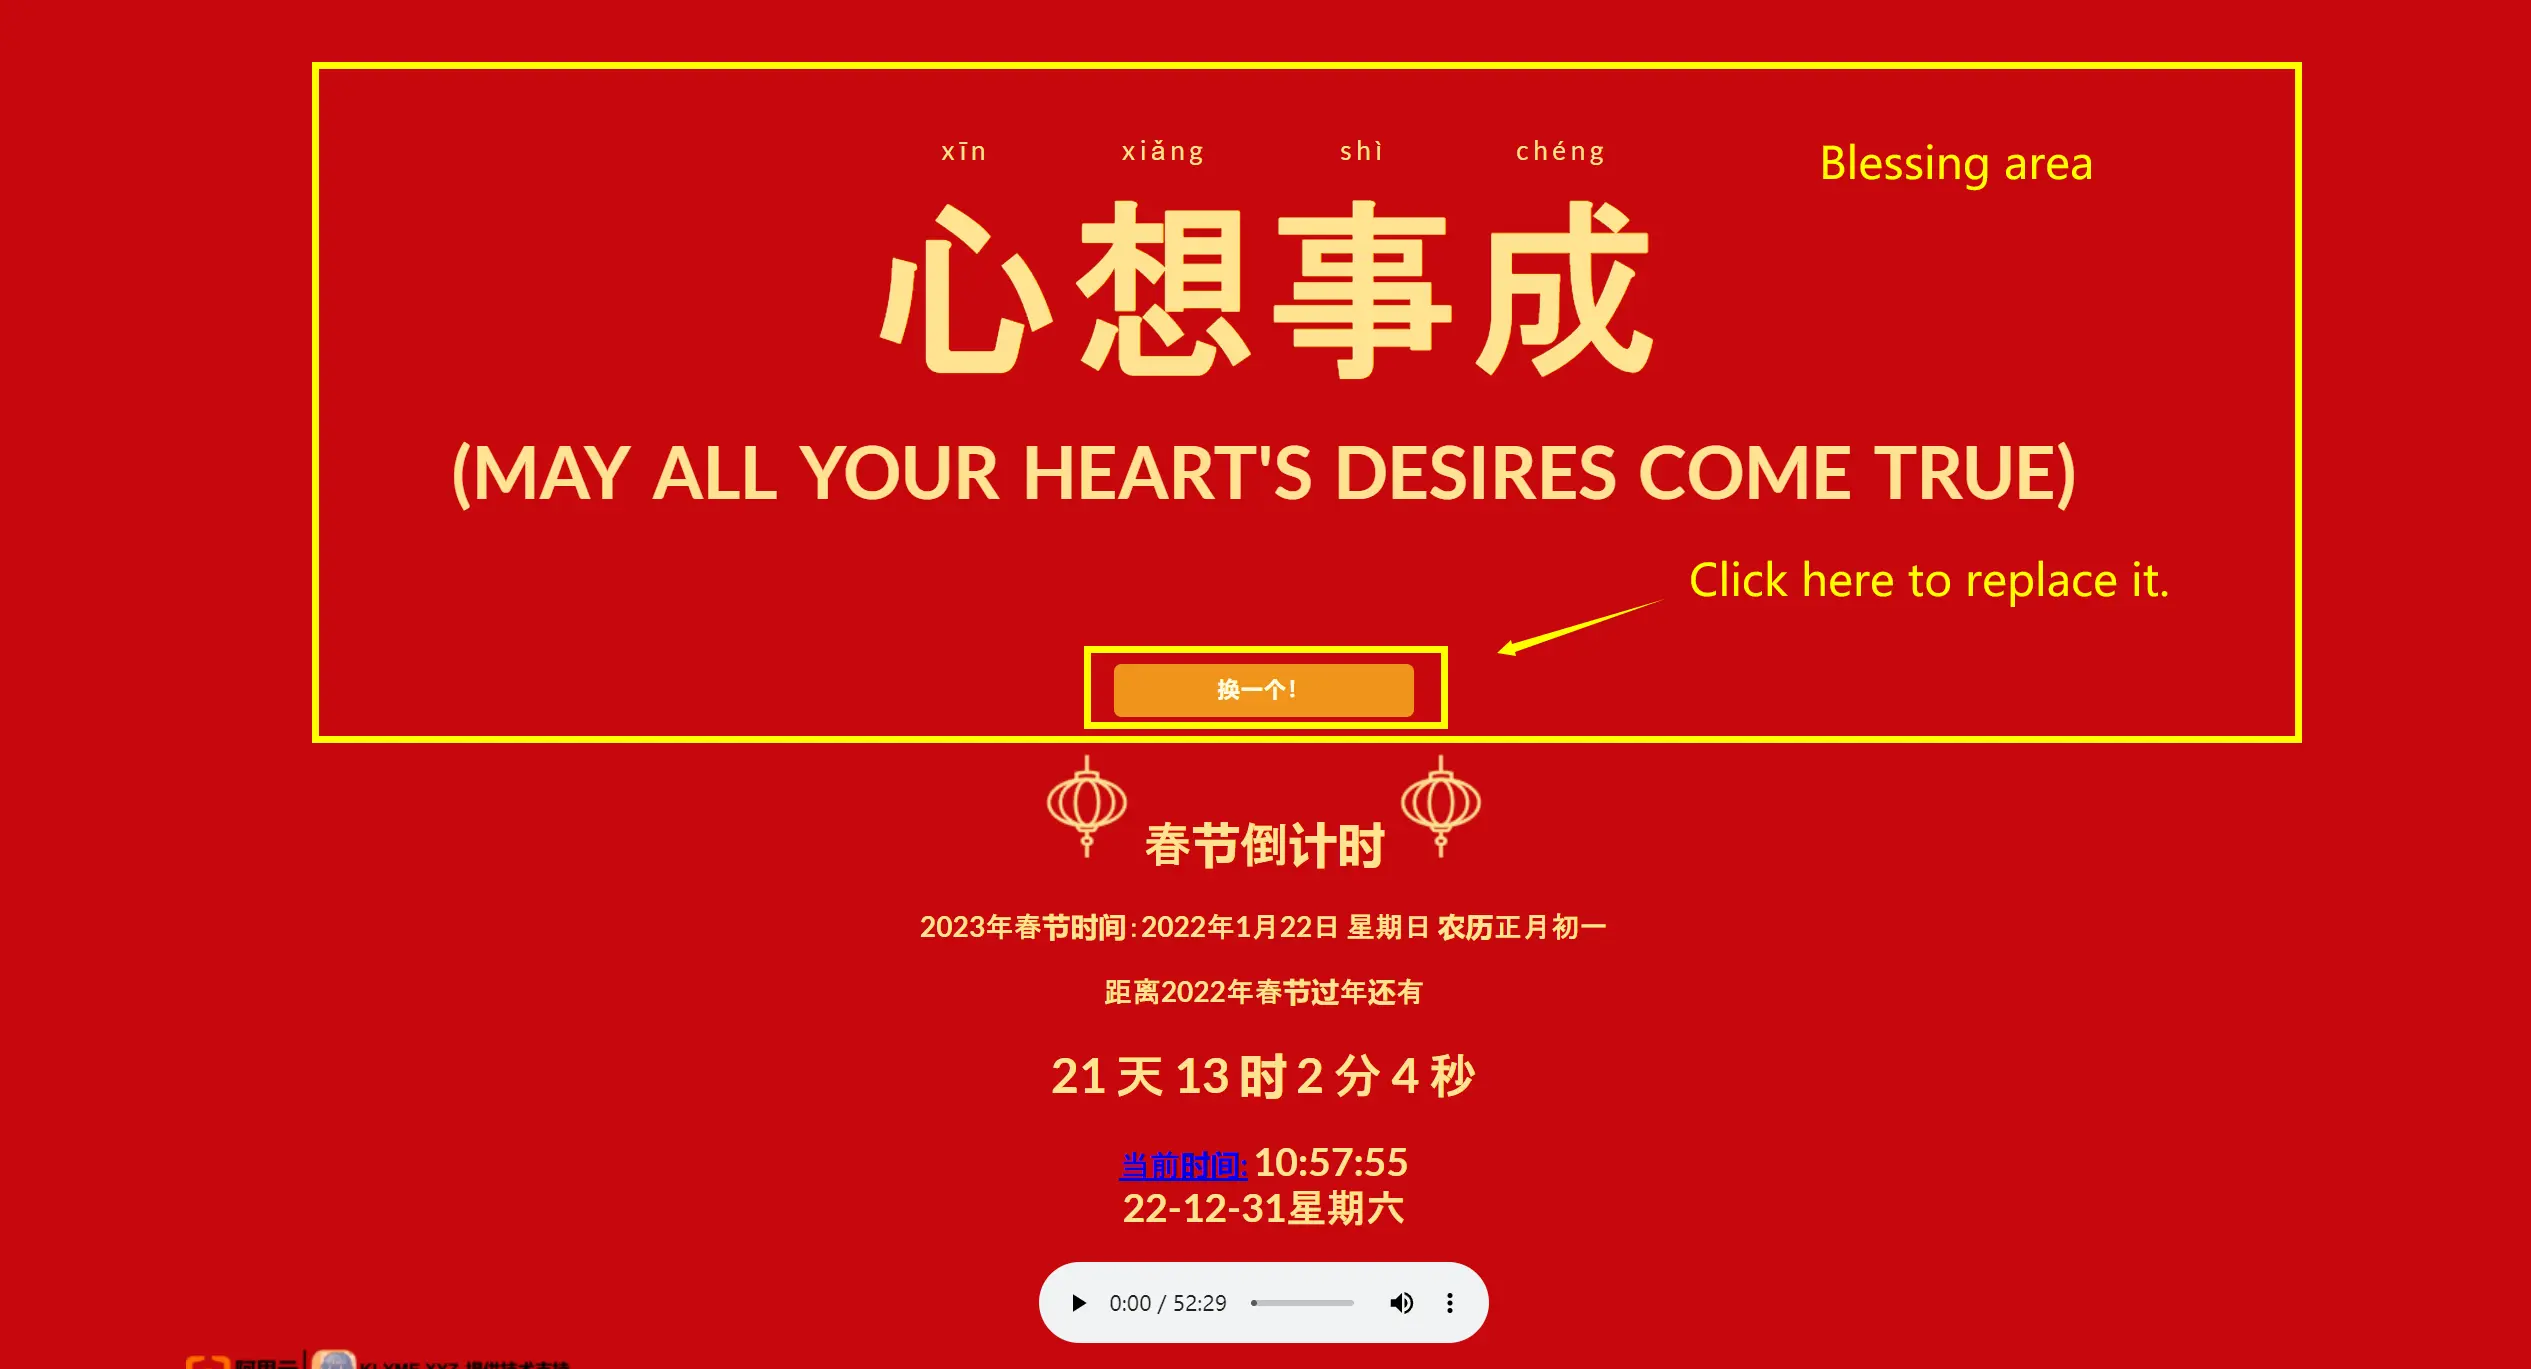 xīn xiǎng shì chéng
Blessing area
心想事成
(MAY ALL YOUR HEART'S DESIRES COME TRUE)
Click here to replace it.
换一个!
春节倒计时
2023年春节时间:2022年1月22日 星期日 农历正月初一
距离2022年春节过年还有
21 天 13 时 2 分 4 秒
当前时间: 10:57:55
22-12-31星期六
0:00 / 52:29